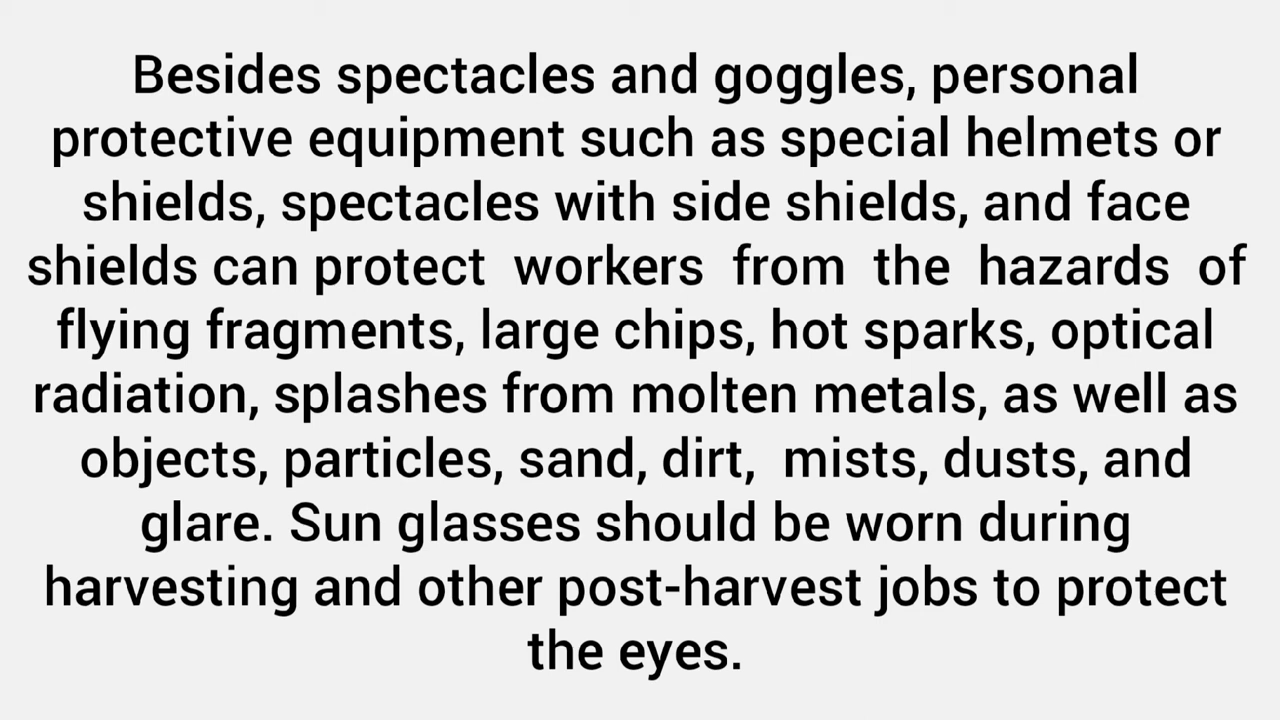 Besides spectacles and goggles, personal
protective equipment such as special helmets or
shields, spectacles with side shields, and face
shields can protect  workers  from  the  hazards  of
flying fragments, large chips, hot sparks, optical
radiation, splashes from molten metals, as well as
objects, particles, sand, dirt,  mists, dusts, and
glare. Sun glasses should be worn during
harvesting and other post-harvest jobs to protect
the eyes.